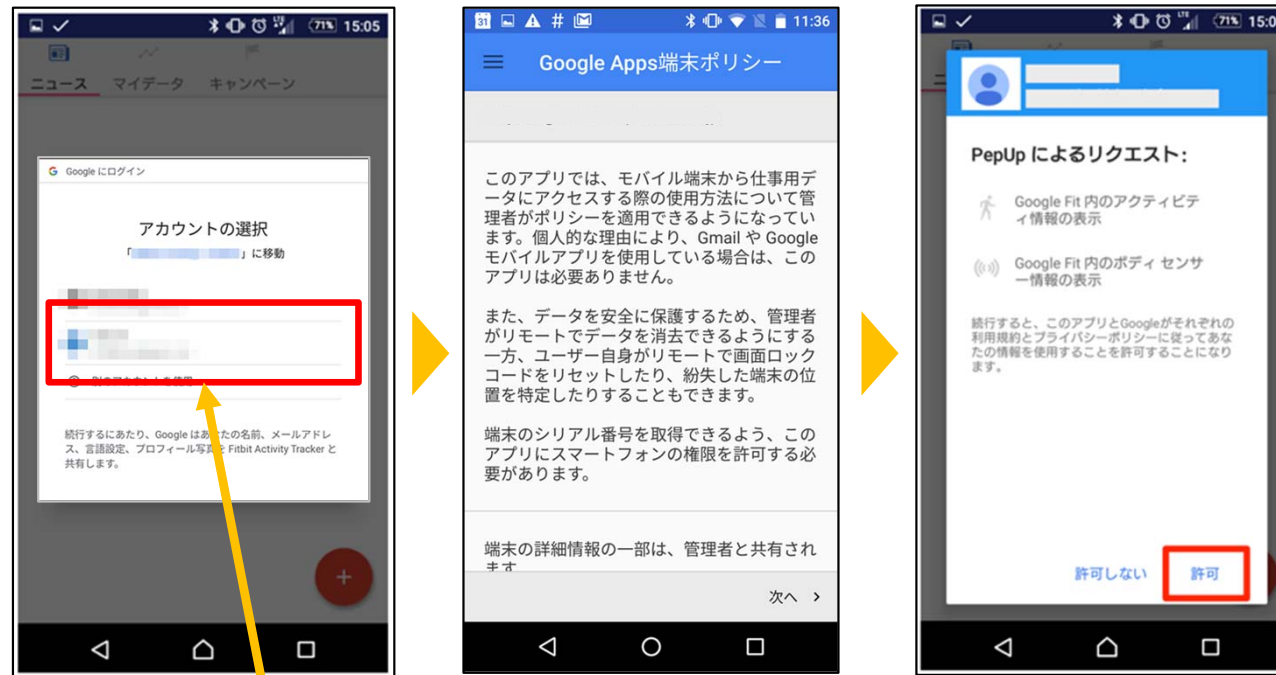 71% 15:05
ニュース マイデータ キャンペーン
G Google にログイン
アカウントの選択
「 」に移動
別のアカウントを使用
続行するにあたり、Google はあなたの名前、メールアドレ
ス、言語設定、プロフィール写真を Fitbit Activity Tracker と
共有します。
+
31 # 11:36
Google Apps端末ポリシー
このアプリでは、モバイル端末から仕事用デ
ータにアクセスする際の使用方法について管
理者がポリシーを適用できるようになってい
ます。個人的な理由により、Gmail や Google
モバイルアプリを使用している場合は、この
アプリは必要ありません。
また、データを安全に保護するため、管理者
がリモートでデータを消去できるようにする
一方、ユーザー自身がリモートで画面ロック
コードをリセットしたり、紛失した端末の位
置を特定したりすることもできます。
端末のシリアル番号を取得できるよう、この
アプリにスマートフォンの権限を許可する必
要があります。
端末の詳細情報の一部は、管理者と共有され
ます
次へ
LTE 71% 15:0
PepUp によるリクエスト:
Google Fit 内のアクティビテ
ィ情報の表示
Google Fit 内のボディ センサ
ー情報の表示
続行すると、このアプリとGoogleがそれぞれの
利用規約とプライバシーポリシーに従ってあな
たの情報を使用することを許可することになり
ます。
許可しない 許可